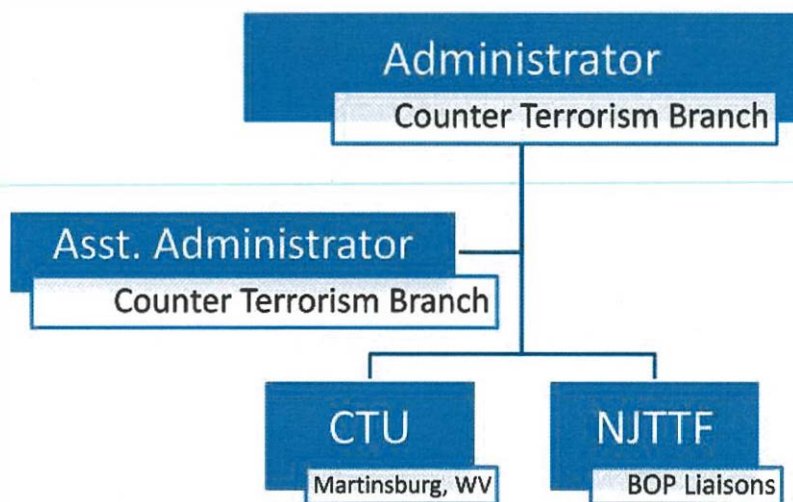 Administrator
Counter Terrorism Branch
Asst. Administrator
Counter Terrorism Branch
CTU
Martinsburg, WV
NJTTF
BOP Liaisons